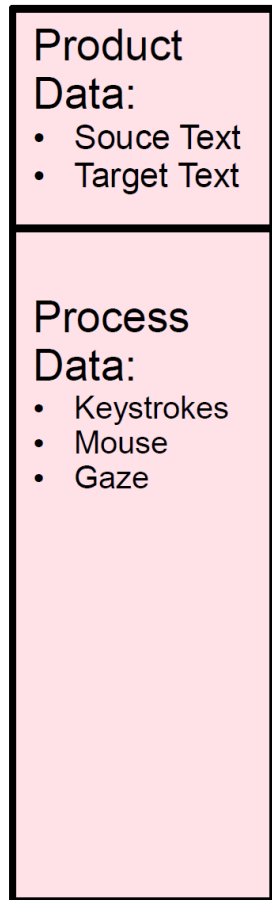 Product
Data:
• Souce Text
• Target Text
Process
Data:
• Keystrokes
• Mouse
• Gaze